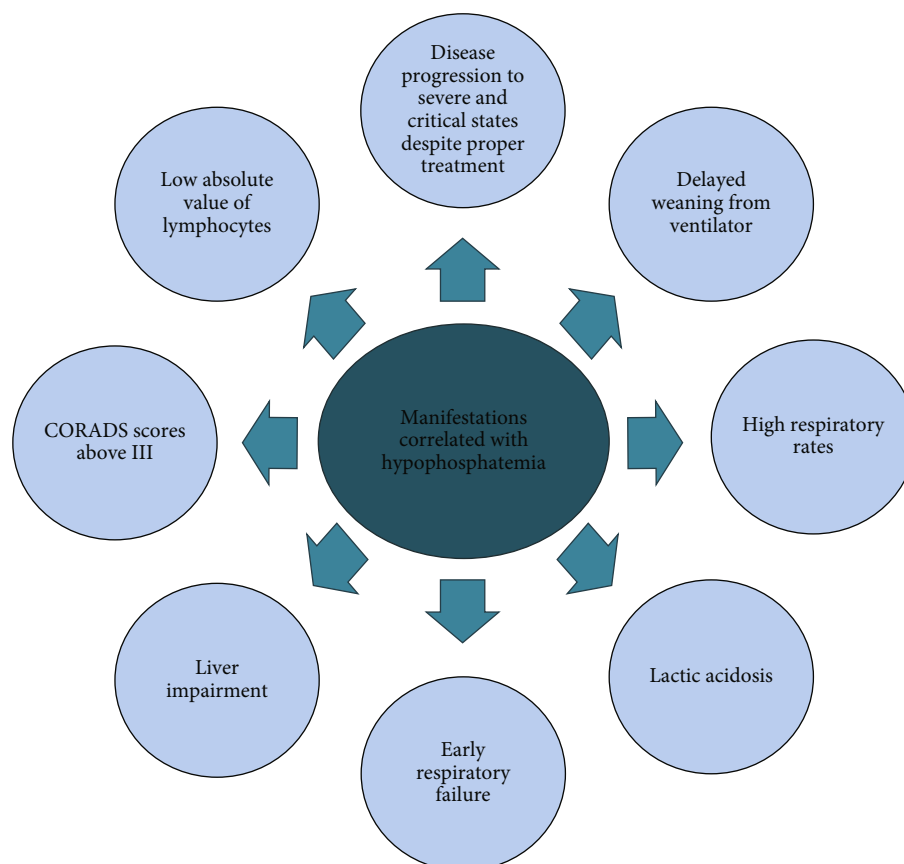 Disease
progression to
severe and
critical states
despite proper
treatment
Delayed
weaning from
ventilator
High respiratory
rates
Lactic acidosis
Early
respiratory
failure
Liver
impairment
CORADS scores
above III
Low absolute
value of
lymphocytes
Manifestations
correlated with
hypophosphatemia